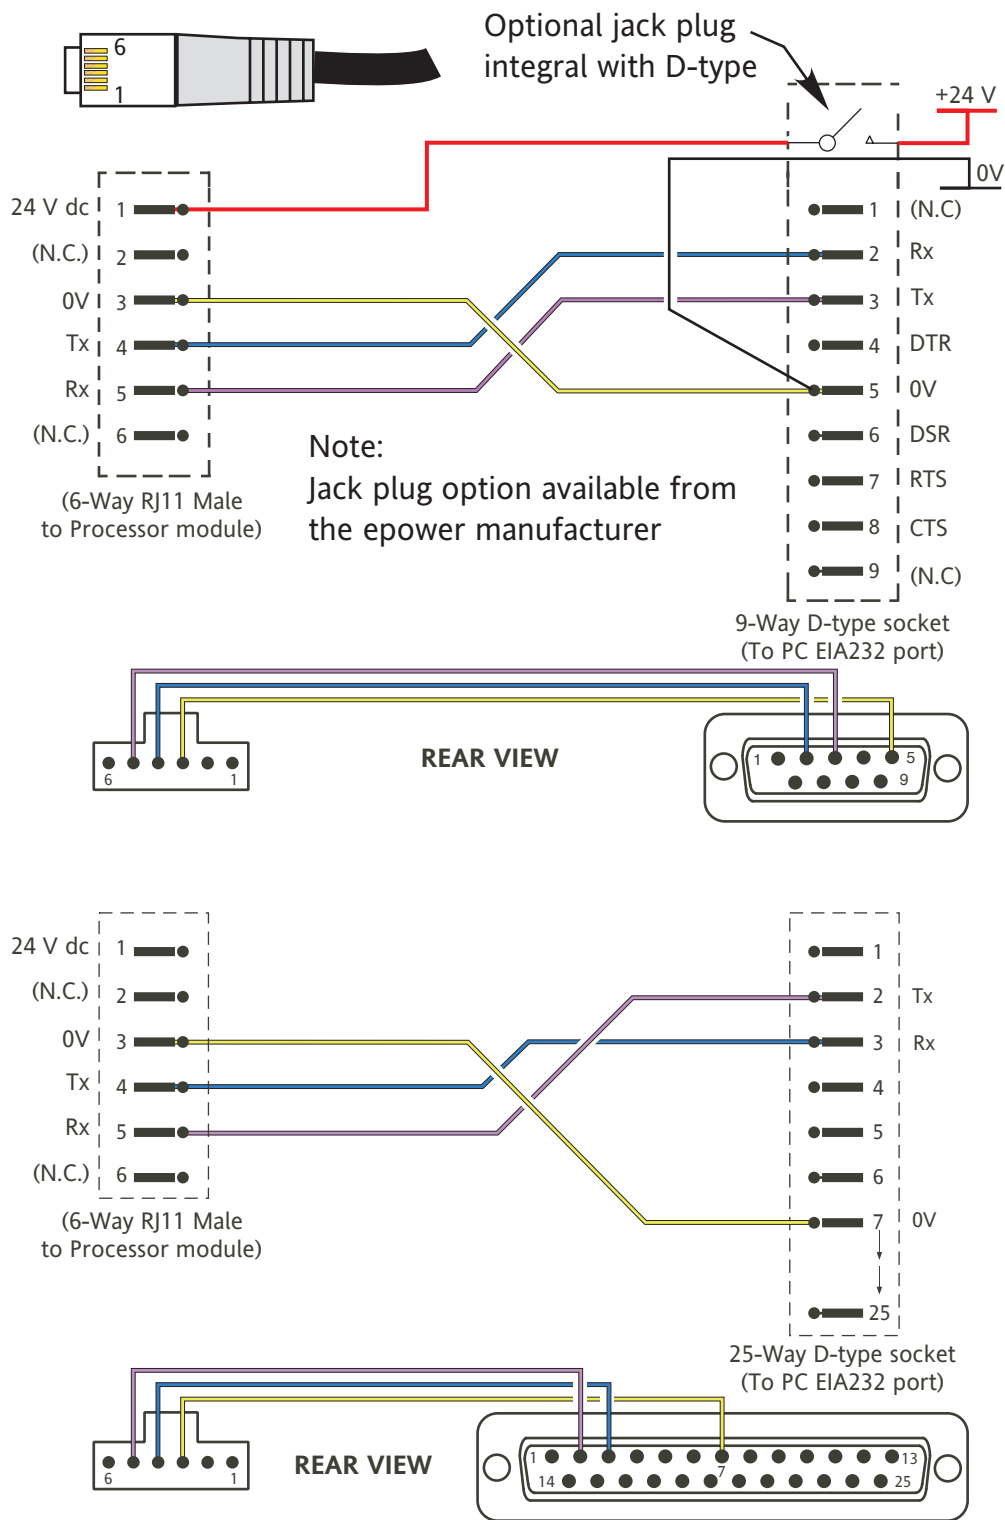 Optional jack plug
integral with D-type
6
1
+24 V
0V
24 V dc 1
(N.C.) 2
0V 3
Tx 4
Rx 5
(N.C.) 6
(6-Way RJ11 Male
to Processor module)
1 (N.C)
2 Rx
3 Tx
4 DTR
5 0V
6 DSR
7 RTS
8 CTS
9 (N.C)
Note:
Jack plug option available from
the epower manufacturer
9-Way D-type socket
(To PC EIA232 port)
6 1
REAR VIEW
1 5
9
24 V dc 1
(N.C.) 2
0V 3
Tx 4
Rx 5
(N.C.) 6
(6-Way RJ11 Male
to Processor module)
1
2 Tx
3 Rx
4
5
6
7 0V
25
25-Way D-type socket
(To PC EIA232 port)
6 1
REAR VIEW
1 13
7
14 25